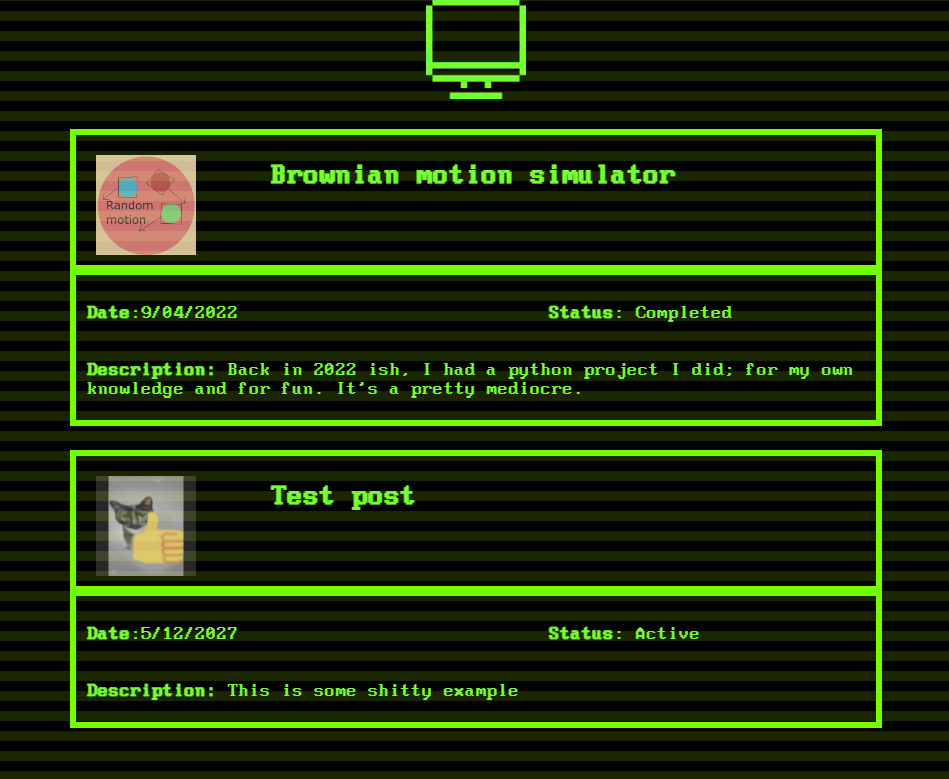 Brownian motion simulator
Random
motion
Date:9/04/2022 Status: Completed
Description: Back in 2022 ish, I had a python project I did; for my own
knowledge and for fun. It's a pretty mediocre.
Test post
Date:5/12/2027 Status: Active
Description: This is some shitty example